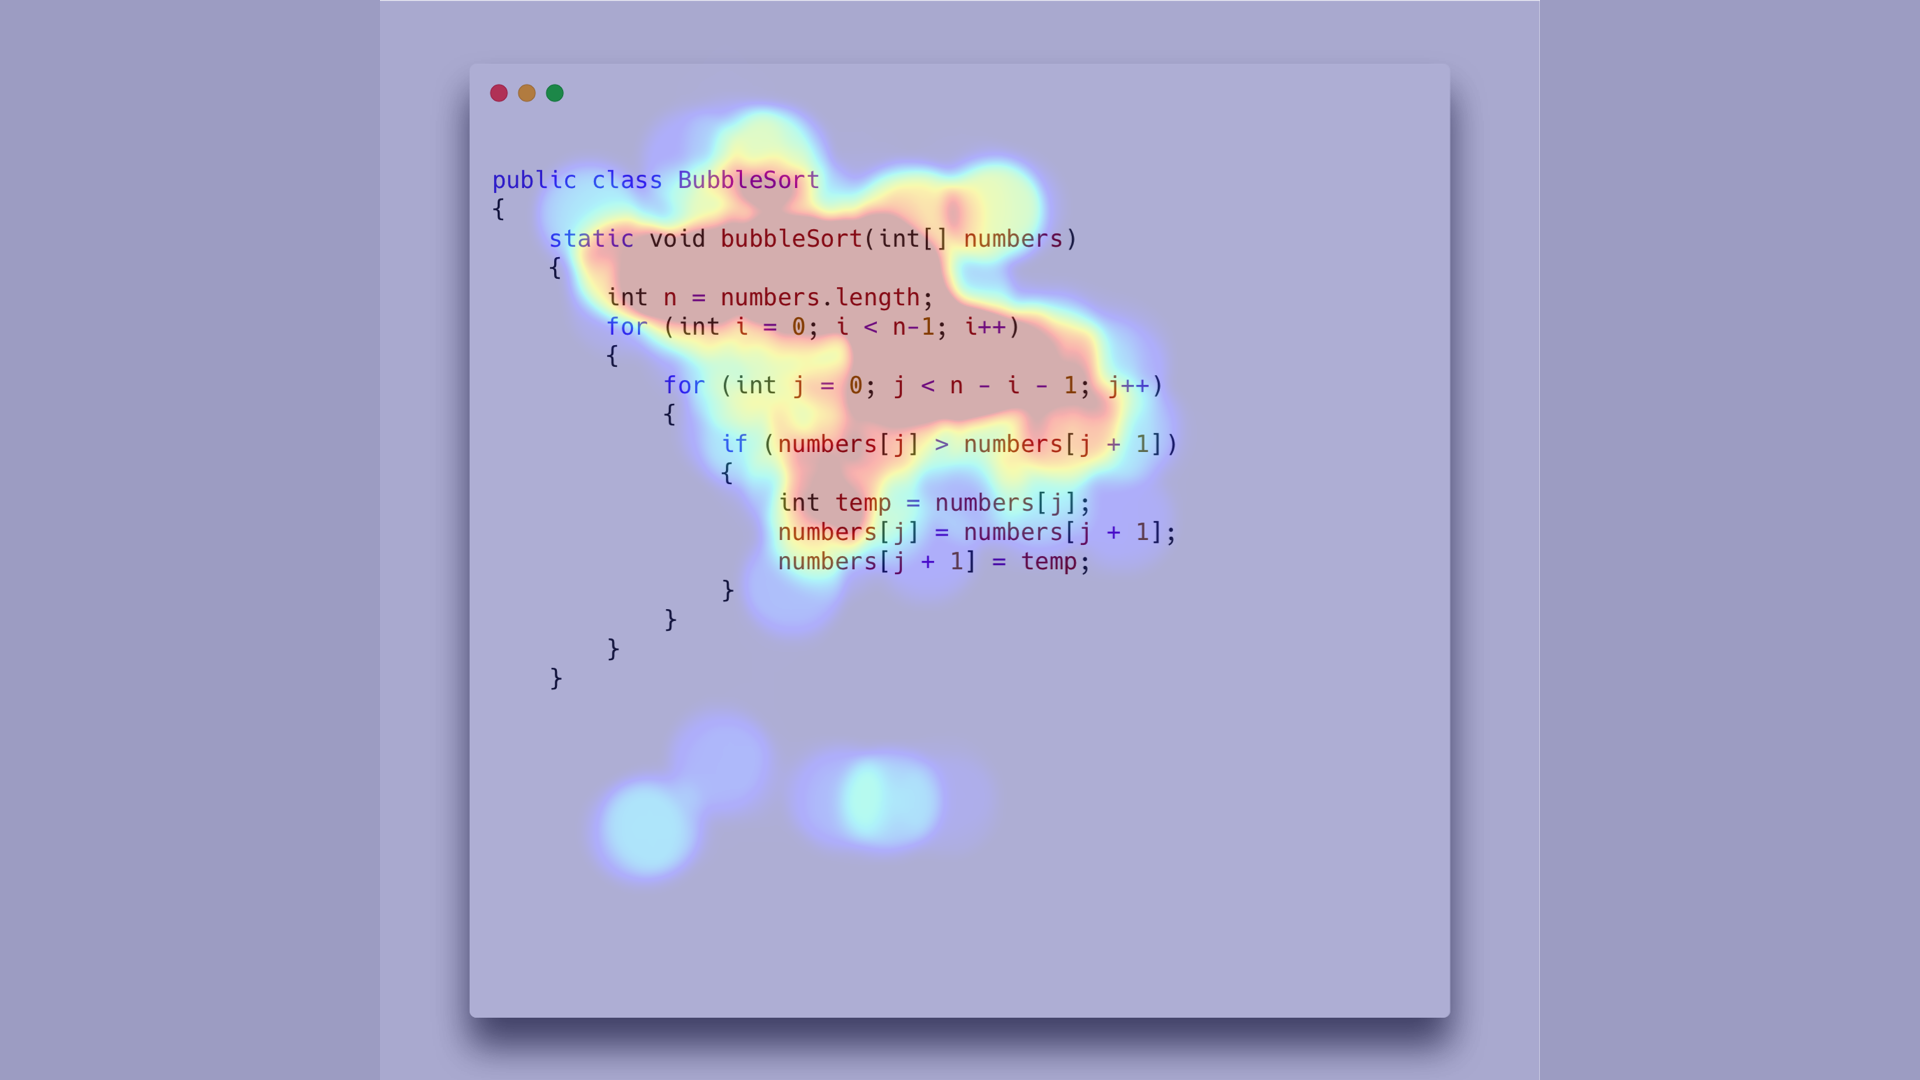 public class BubbleSort
{
    static void bubbleSort(int[] numbers)
    {
        int n = numbers.length;
        for (int i = 0; i < n-1; i++)
        {
            for (int j = 0; j < n - i - 1; j++)
            {
                if (numbers[j] > numbers[j + 1])
                {
                    int temp = numbers[j];
                    numbers[j] = numbers[j + 1];
                    numbers[j + 1] = temp;
                }
            }
        }
    }